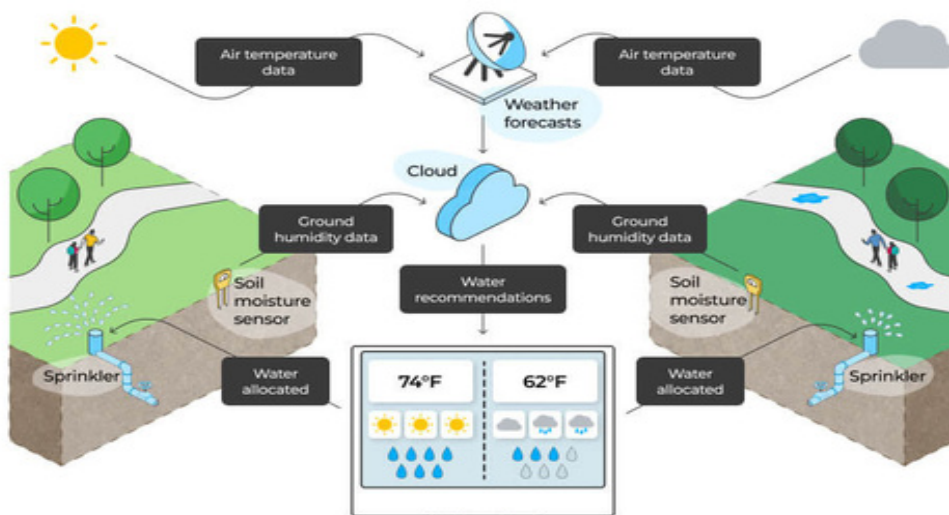 Air temperature
data
Air temperature
data
Weather
forecasts
Cloud
Ground
humidity data
Ground
humidity data
Soil
moisture
sensor
Water
recommendations
Soil
moisture
sensor
Sprinkler
Water
allocated
74°F
62°F
Water
allocated
Sprinkler